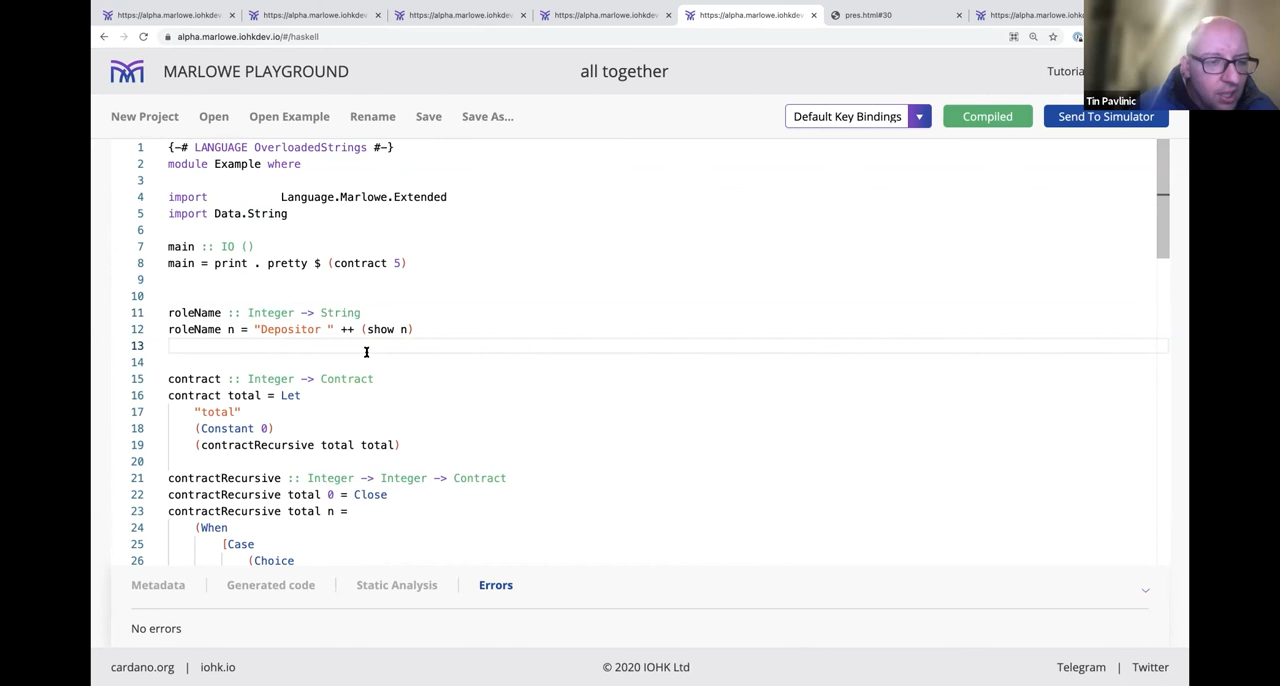 https://alpha.marlowe.iohkdev
https://alpha.marlowe.iohkdev
https://alpha.marlowe.iohkdev
https://alpha.marlowe.iohkdev
https://alpha.marlowe.iohkdev
pres.html#30
https://alpha.marlowe.iohkdev
alpha.marlowe.iohkdev.io/#/haskell
MARLOWE PLAYGROUND
all together
Tutoria
Tin Pavlinic
New Project
Open
Open Example
Rename
Save
Save As...
Default Key Bindings
Compiled
Send To Simulator
1 {-# LANGUAGE OverloadedStrings #-}
2 module Example where
3
4 import Language.Marlowe.Extended
5 import Data.String
6
7 main :: IO ()
8 main = print . pretty $ (contract 5)
9
10
11 roleName :: Integer -> String
12 roleName n = "Depositor " ++ (show n)
13
14
15 contract :: Integer -> Contract
16 contract total = Let
17 "total"
18 (Constant 0)
19 (contractRecursive total total)
20
21 contractRecursive :: Integer -> Integer -> Contract
22 contractRecursive total 0 = Close
23 contractRecursive total n =
24 (When
25 [Case
26 (Choice
Metadata
Generated code
Static Analysis
Errors
No errors
cardano.org | iohk.io
© 2020 IOHK Ltd
Telegram | Twitter